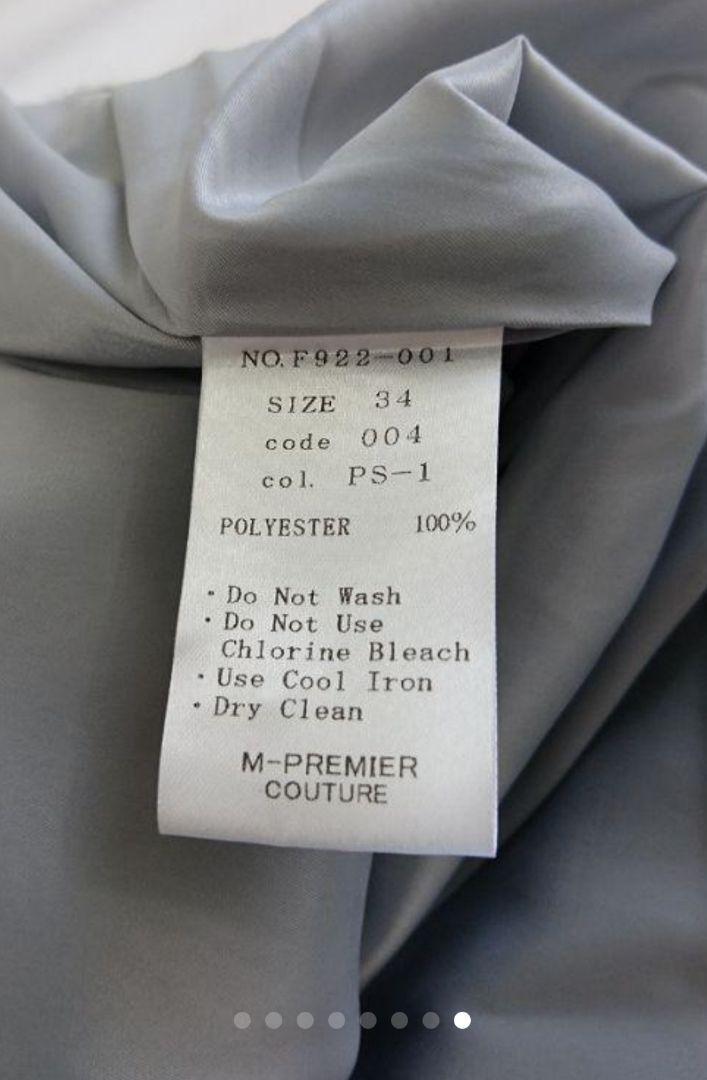 NO. F922-001
SIZE 34
code 004
col. PS-1
POLYESTER 100%
・Do Not Wash
・Do Not Use
Chlorine Bleach
・Use Cool Iron
・Dry Clean
M-PREMIER
COUTURE